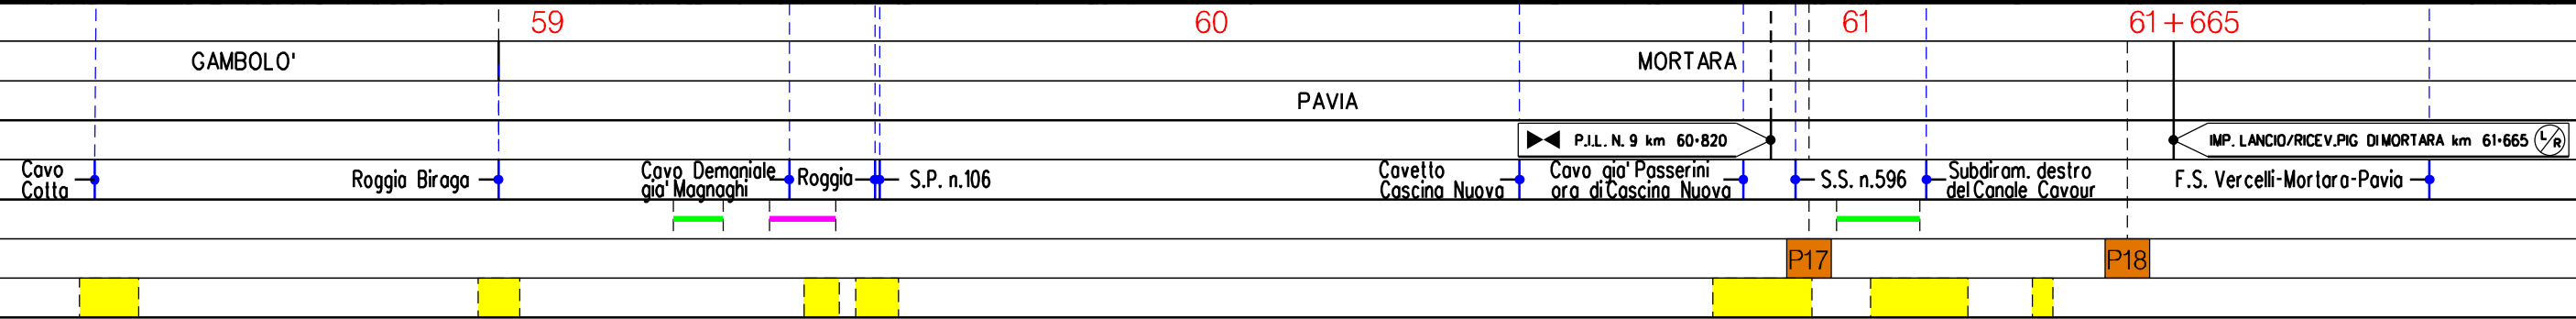 59 60 61 61+665
GAMBOLO' MORTARA
PAVIA
P.I.L. N. 9 km 60+820 IMP. LANCIO/RICEV.PIG DI MORTARA km 61+665 L/R
Cavo
Cotta
Roggia Biraga
Cavo Demaniale
gia' Magnaghi
Roggia
S.P. n.106
Cavetto
Cascina Nuova
Cavo gia' Passerini
ora di Cascina Nuova
S.S. n.596
Subdiram. destro
del Canale Cavour
F.S. Vercelli-Mortara-Pavia
P17 P18